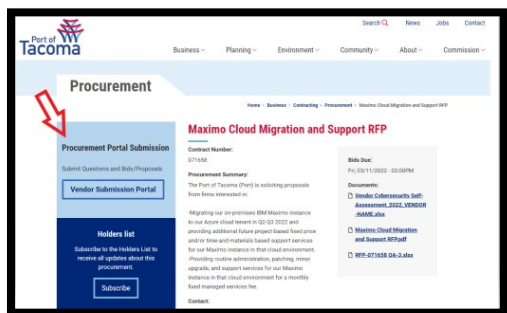 Search News Jobs Contact
Port of
Tacoma
Business Planning Environment Community About Commission
Procurement
Home > Business > Contracting > Procurement > Maximo Cloud Migration and Support RFP
Procurement Portal Submission
Submit Questions and Bids/Proposals
Vendor Submission Portal
Holders list
Subscribe to the Holders List to
receive all updates about this
procurement.
Subscribe
Maximo Cloud Migration and Support RFP
Contract Number:
071658
Procurement Summary:
The Port of Tacoma (Port) is soliciting proposals
from firms interested in:
-Migrating our on-premises IBM Maximo instance
to our Azure cloud tenant in Q2-Q3 2022 and
providing additional future project-based fixed price
and/or time-and-materials based support services
for our Maximo instance in that cloud environment.
-Providing routine administration, patching, minor
upgrade, and support services for our Maximo
instance in that cloud environment for a monthly
fixed managed services fee.
Contact:
Bids Due:
Fri, 03/11/2022 - 02:00PM
Documents:
Vendor Cybersecurity Self-
Assessment_2022_VENDOR
-NAME.xlsx
Maximo Cloud Migration
and Support RFP.pdf
RFP-071658 QA-3.xlsx